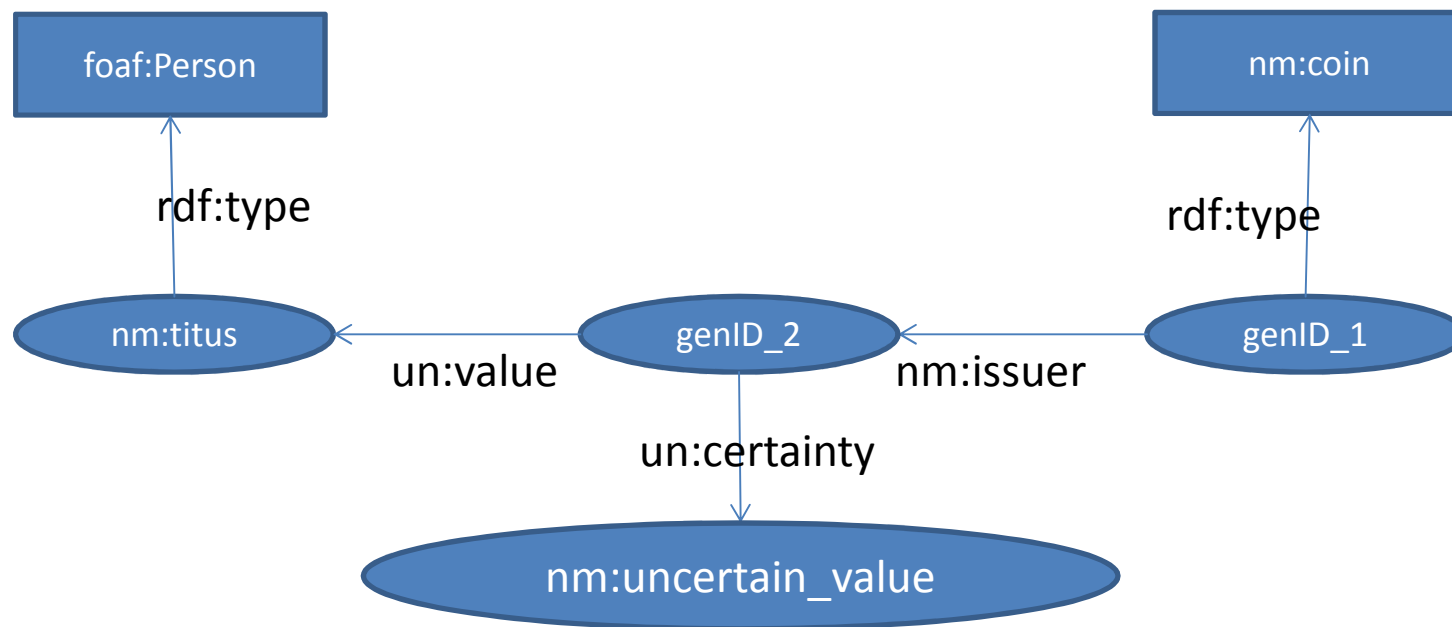 foaf:Person
nm:coin
rdf:type
rdf:type
nm:titus
genID_2
genID_1
un:value
nm:issuer
un:certainty
nm:uncertain_value